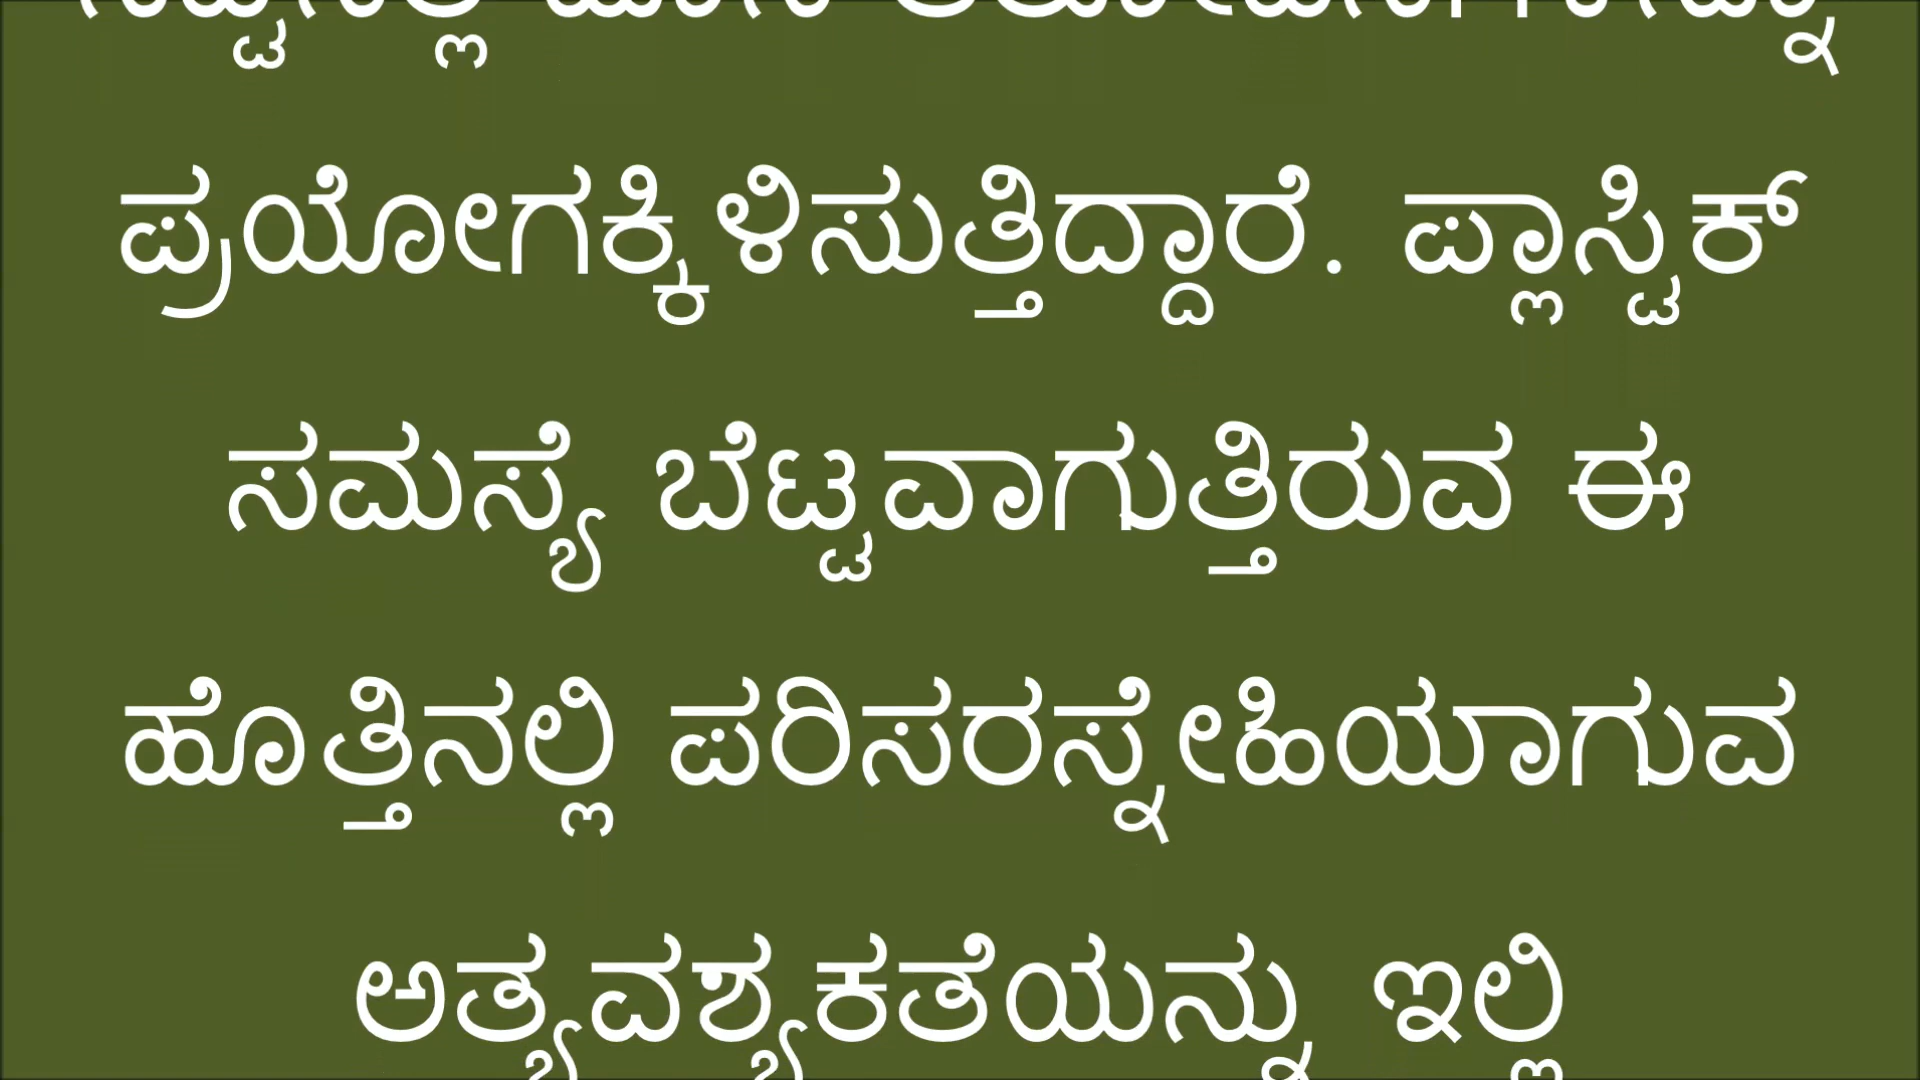 ಪ್ರಯೋಗಕ್ಕಿಳಿಸುತ್ತಿದ್ದಾರೆ. ಪ್ಲಾಸ್ಟಿಕ್
ಸಮಸ್ಯೆ ಬೆಟ್ಟವಾಗುತ್ತಿರುವ ಈ
ಹೊತ್ತಿನಲ್ಲಿ ಪರಿಸರಸ್ನೇಹಿಯಾಗುವ
ಅತ್ಯವಶ್ಯಕತೆಯನ್ನು ಇಲ್ಲಿ